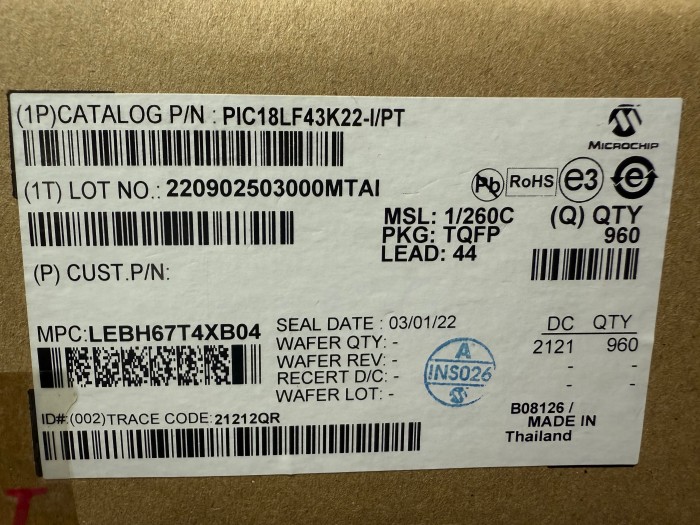 (1P)CATALOG P/N : PIC18LF43K22-I/PT
MICROCHIP
(1T) LOT NO.: 220902503000MTAI
Pb RoHS e3 e
MSL: 1/260C (Q) QTY
PKG: TQFP 960
LEAD: 44
(P) CUST.P/N:
MPC:LEBH67T4XB04
SEAL DATE : 03/01/22
WAFER QTY: -
WAFER REV: -
RECERT D/C: -
WAFER LOT: -
A
INS026
DC QTY
2121 960
- -
- -
ID#:(002)TRACE CODE: 21212QR
B08126 /
MADE IN
Thailand